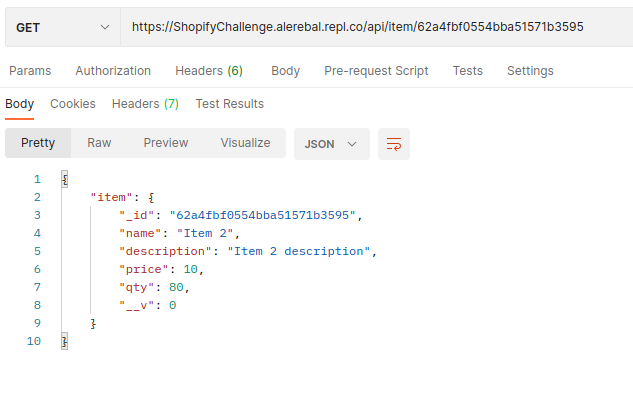 GET https://ShopifyChallenge.alerebal.repl.co/api/item/62a4fbf0554bba51571b3595
Params Authorization Headers (6) Body Pre-request Script Tests Settings
Body Cookies Headers (7) Test Results
Pretty Raw Preview Visualize JSON
1 {
2 "item": {
3 "_id": "62a4fbf0554bba51571b3595",
4 "name": "Item 2",
5 "description": "Item 2 description",
6 "price": 10,
7 "qty": 80,
8 "__v": 0
9 }
10 }